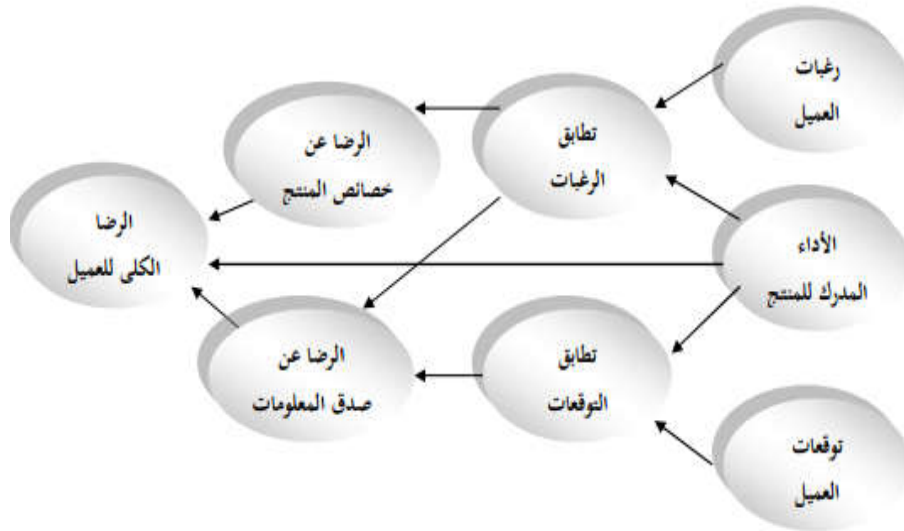 رغبات
العميل
تطابق
الرغبات
الرضا عن
خصائص المنتج
الأداء
المدرك للمنتج
الرضا
الكلى للعميل
تطابق
التوقعات
الرضا عن
صدق المعلومات
توقعات
العميل